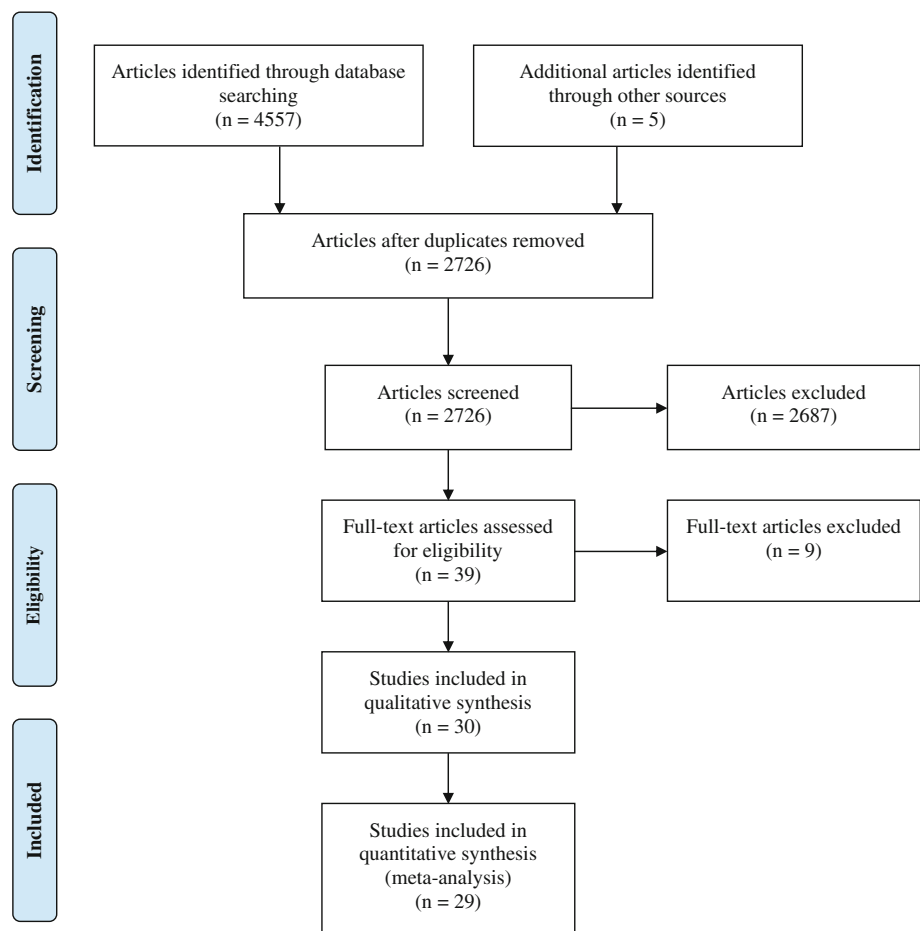 Identification
Articles identified through database
searching
(n = 4557)
Additional articles identified
through other sources
(n = 5)
Articles after duplicates removed
(n = 2726)
Screening
Articles screened
(n = 2726)
Articles excluded
(n = 2687)
Eligibility
Full-text articles assessed
for eligibility
(n = 39)
Full-text articles excluded
(n = 9)
Studies included in
qualitative synthesis
(n = 30)
Included
Studies included in
quantitative synthesis
(meta-analysis)
(n = 29)